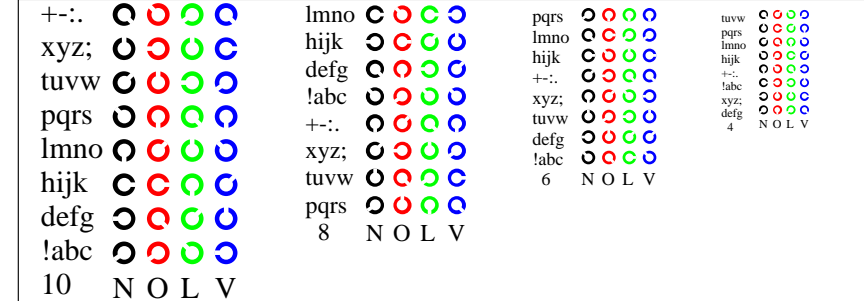 +-:.
xyz;
tuvw
pqrs
lmno
hijk
defg
!abc
10 N O L V
lmno
hijk
defg
!abc
+-:.
xyz;
tuvw
pqrs
8 N O L V
pqrs
lmno
hijk
+-:.
xyz;
tuvw
defg
!abc
6 N O L V
tuvw
pqrs
lmno
hijk
+-:.
!abc
xyz;
defg
4 N O L V